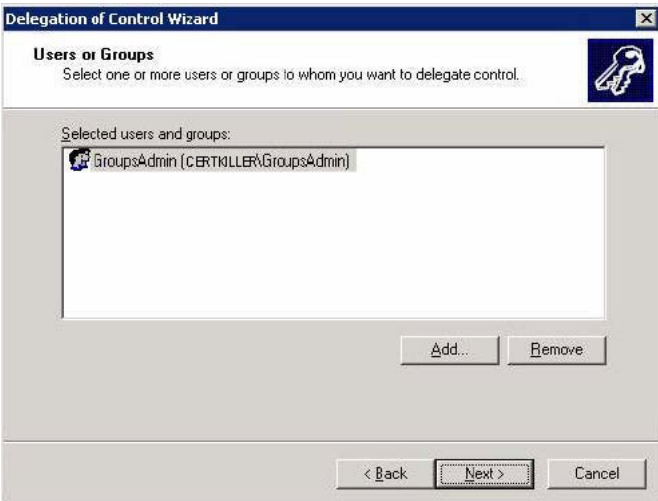 Delegation of Control Wizard
Users or Groups
Select one or more users or groups to whom you want to delegate control.
Selected users and groups:
GroupsAdmin (CERTKILLER\GroupsAdmin)
Add...
Remove
< Back
Next >
Cancel